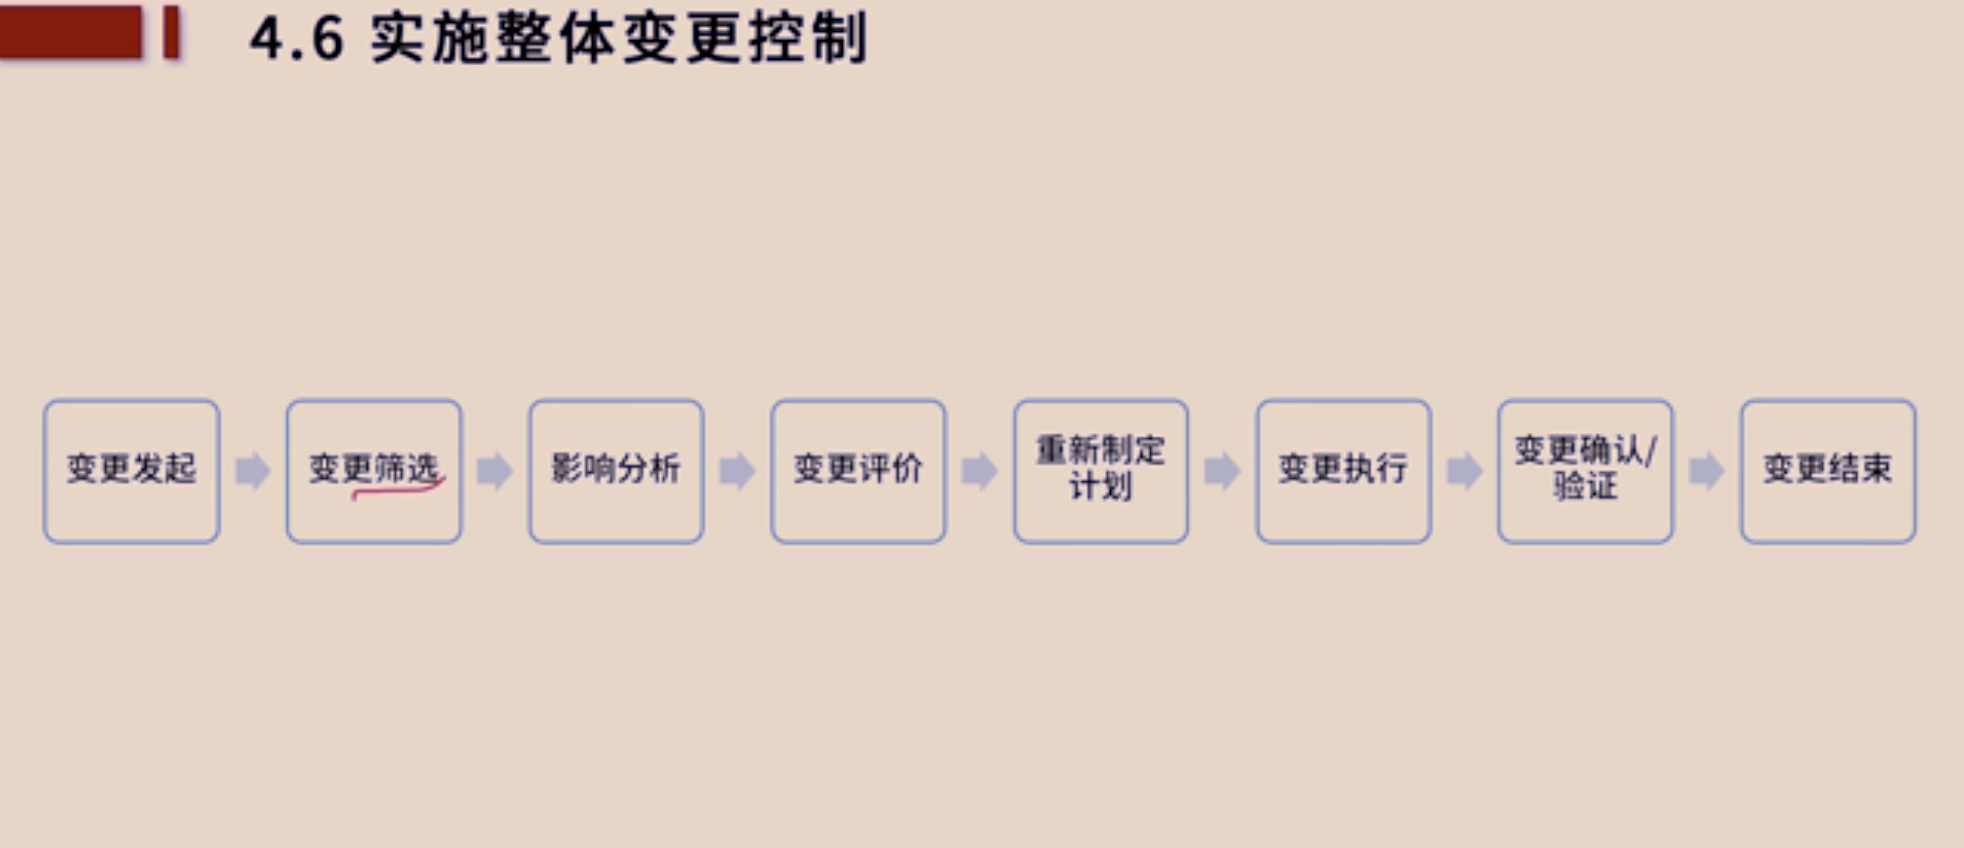 4.6 实施整体变更控制
变更发起
变更筛选
影响分析
变更评价
重新制定
计划
变更执行
变更确认/
验证
变更结束